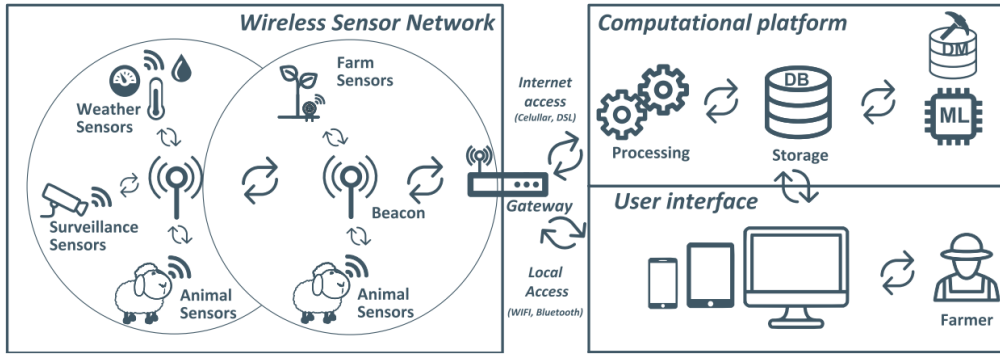 Wireless Sensor Network
Weather
Sensors
Farm
Sensors
Surveillance
Sensors
Beacon
Animal
Sensors
Animal
Sensors
Gateway
Internet
access
(Celullar, DSL)
Local
Access
(WIFI, Bluetooth)
Computational platform
Processing
DB
Storage
DM
ML
User interface
Farmer